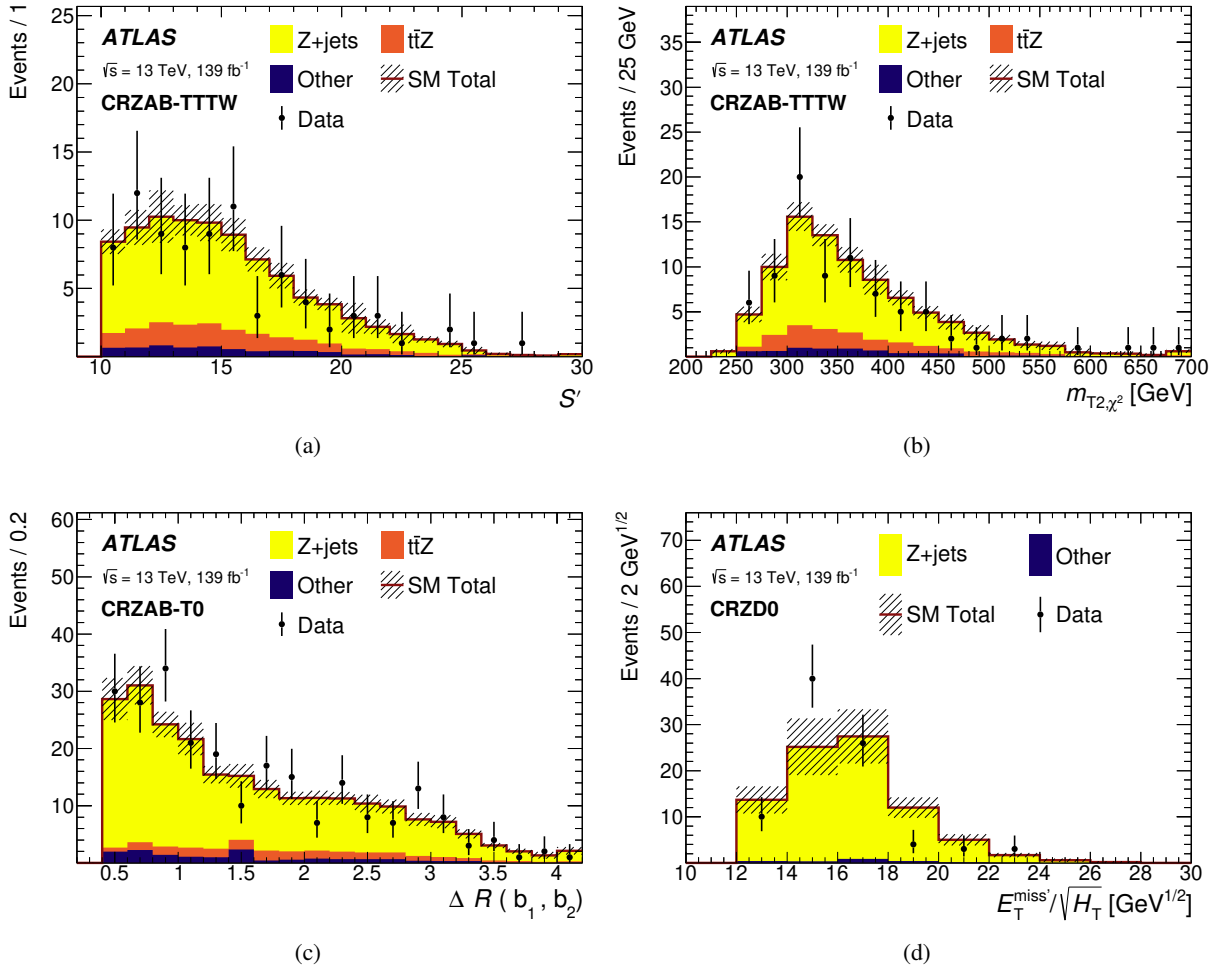 Events / 1
25
20
15
10
5
ATLAS
√s = 13 TeV, 139 fb⁻¹
CRZAB-TTTW
Z+jets
tt̄Z
Other
SM Total
Data
10 15 20 25 30
S′
(a)
Events / 25 GeV
35
30
25
20
15
10
5
ATLAS
√s = 13 TeV, 139 fb⁻¹
CRZAB-TTTW
Z+jets
tt̄Z
Other
SM Total
Data
200 250 300 350 400 450 500 550 600 650 700
m_T2,χ² [GeV]
(b)
Events / 0.2
60
50
40
30
20
10
ATLAS
√s = 13 TeV, 139 fb⁻¹
CRZAB-T0
Z+jets
tt̄Z
Other
SM Total
Data
0.5 1 1.5 2 2.5 3 3.5 4
Δ R ( b₁ , b₂ )
(c)
Events / 2 GeV^1/2
70
60
50
40
30
20
10
ATLAS
√s = 13 TeV, 139 fb⁻¹
CRZD0
Z+jets
Other
SM Total
Data
10 12 14 16 18 20 22 24 26 28 30
E_T^miss′/√H_T [GeV^1/2]
(d)